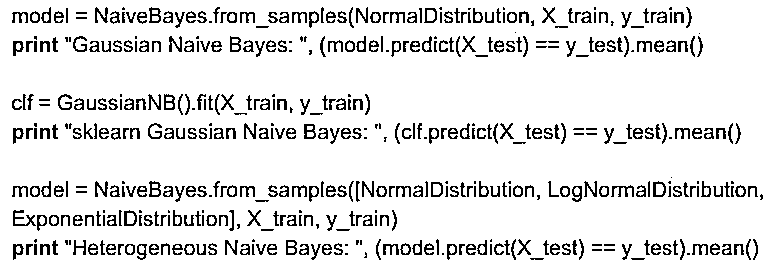 model = NaiveBayes.from_samples(NormalDistribution, X_train, y_train)
print "Gaussian Naive Bayes: ", (model.predict(X_test) == y_test).mean()
clf = GaussianNB().fit(X_train, y_train)
print "sklearn Gaussian Naive Bayes: ", (clf.predict(X_test) == y_test).mean()
model = NaiveBayes.from_samples([NormalDistribution, LogNormalDistribution,
ExponentialDistribution], X_train, y_train)
print "Heterogeneous Naive Bayes: ", (model.predict(X_test) == y_test).mean()